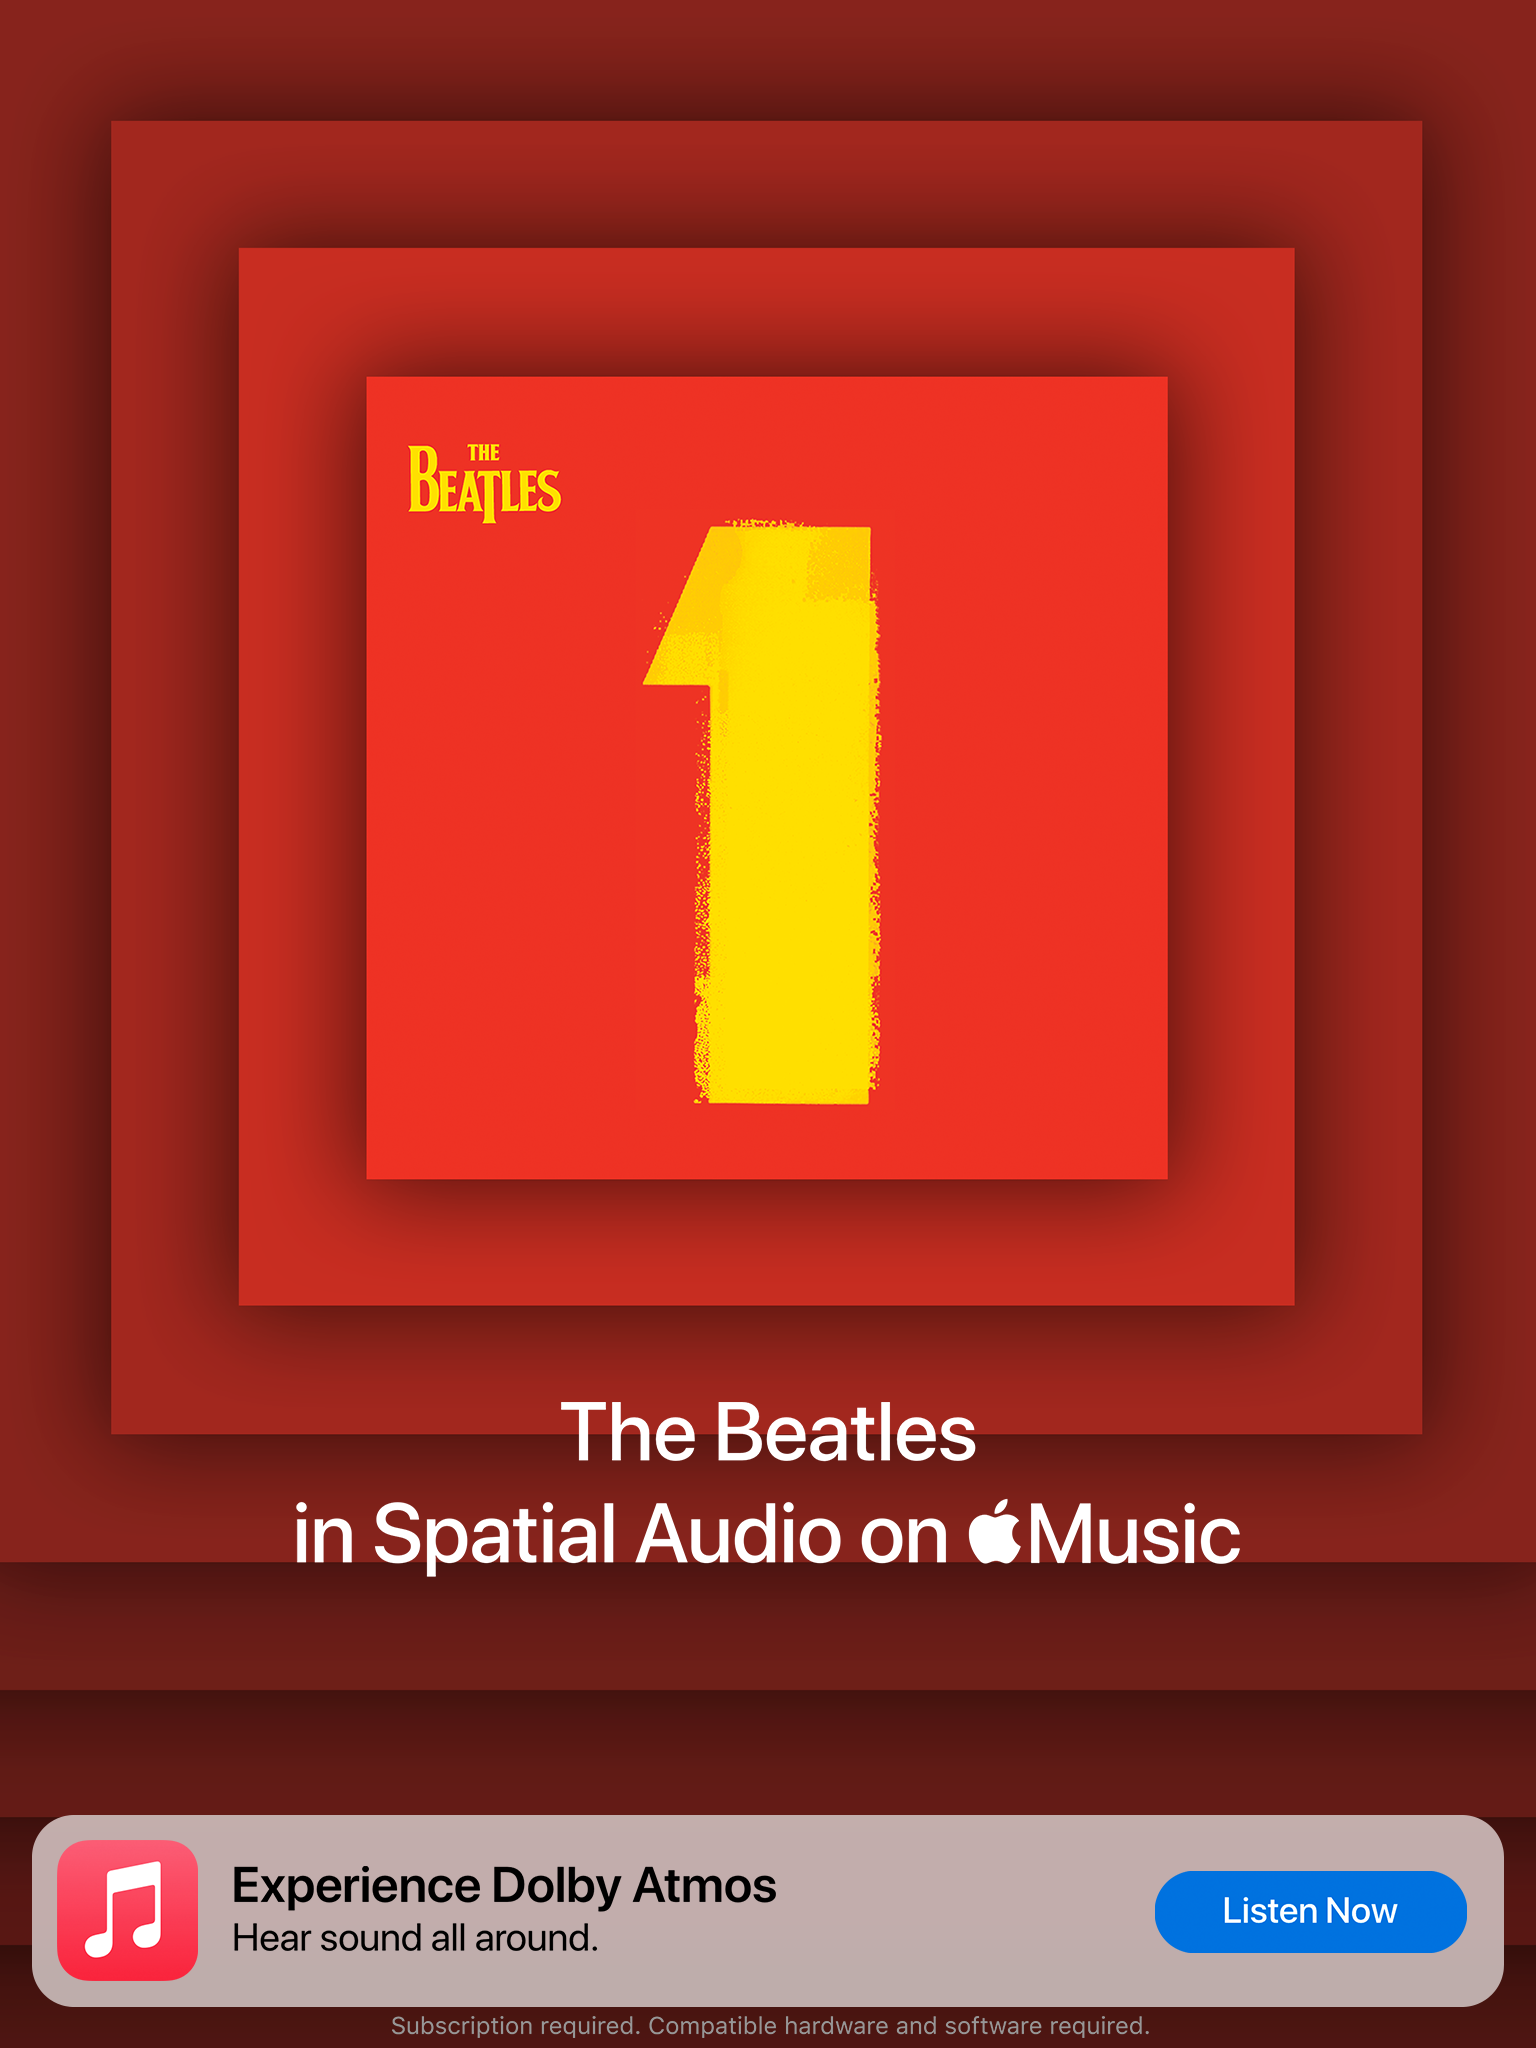 THE
BEATLES
1
The Beatles
in Spatial Audio on Music
Experience Dolby Atmos
Hear sound all around.
Listen Now
Subscription required. Compatible hardware and software required.